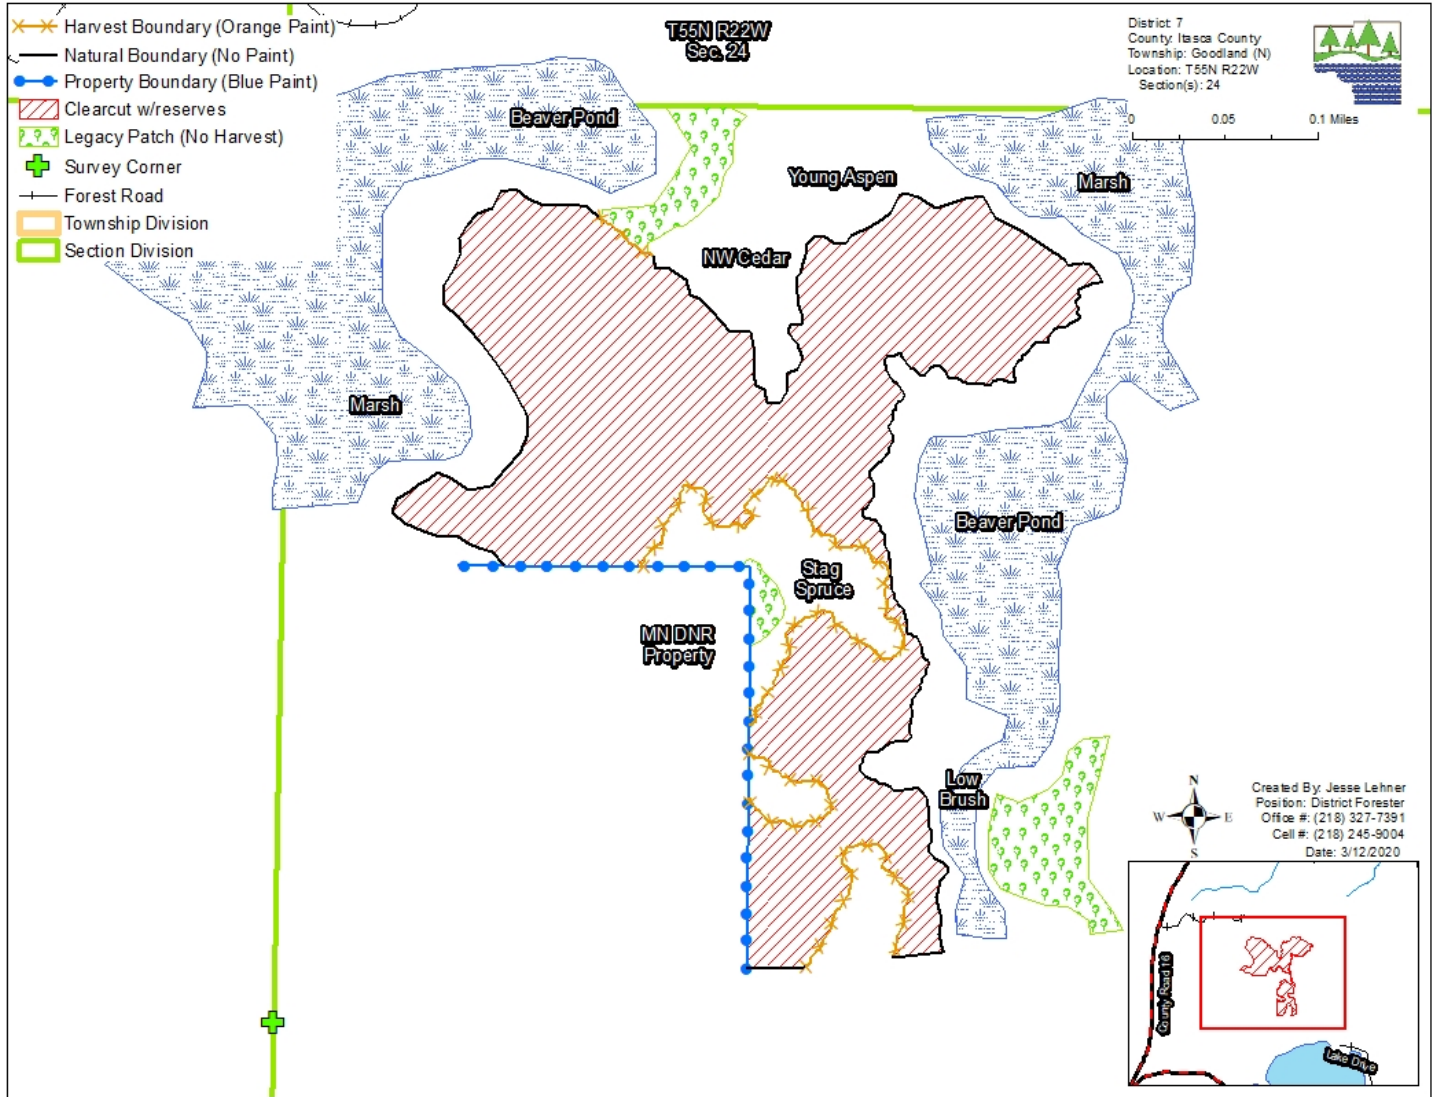 Harvest Boundary (Orange Paint)
Natural Boundary (No Paint)
Property Boundary (Blue Paint)
Clearcut w/reserves
Legacy Patch (No Harvest)
Survey Corner
Forest Road
Township Division
Section Division
T55N R22W
Sec. 24
District: 7
County: Itasca County
Township: Goodland (N)
Location: T55N R22W
Section(s): 24
0 0.05 0.1 Miles
Beaver Pond
Young Aspen
Marsh
NW Cedar
Marsh
Beaver Pond
Stag
Spruce
MN DNR
Property
Low
Brush
N
W E
S
Created By: Jesse Lehner
Position: District Forester
Office #: (218) 327-7391
Cell #: (218) 245-9004
Date: 3/12/2020
County Road 16
Lake Drive